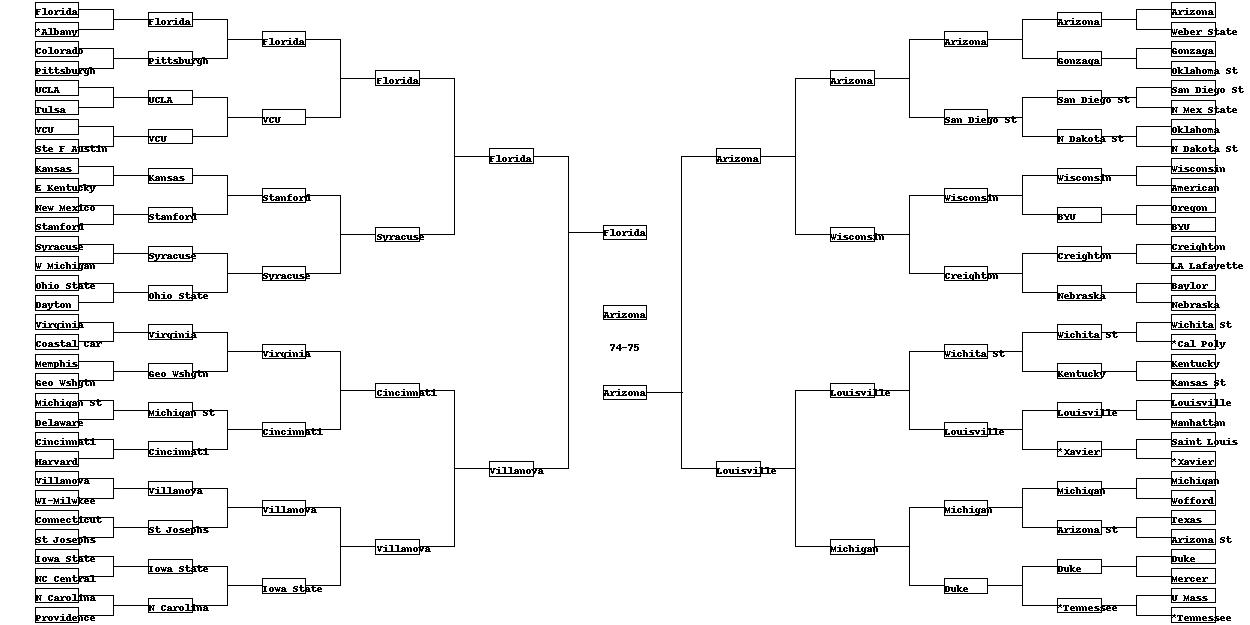 Florida
*Albany
Colorado
Pittsburgh
UCLA
Tulsa
VCU
Ste F Austin
Kansas
E Kentucky
New Mexico
Stanford
Syracuse
W Michigan
Ohio State
Dayton
Virginia
Coastal Car
Memphis
Geo Wshgtn
Michigan St
Delaware
Cincinnati
Harvard
Villanova
WI-Milwkee
Connecticut
St Josephs
Iowa State
NC Central
N Carolina
Providence
Florida
Pittsburgh
UCLA
VCU
Kansas
Stanford
Syracuse
Ohio State
Virginia
Geo Wshgtn
Michigan St
Cincinnati
Villanova
St Josephs
Iowa State
N Carolina
Florida
VCU
Stanford
Syracuse
Virginia
Cincinnati
Villanova
Iowa State
Florida
Syracuse
Cincinnati
Villanova
Florida
Villanova
Florida
Arizona
74-75
Arizona
Arizona
Louisville
Arizona
Wisconsin
Louisville
Michigan
Arizona
San Diego St
Wisconsin
Creighton
Wichita St
Louisville
Michigan
Duke
Arizona
Gonzaga
San Diego St
N Dakota St
Wisconsin
BYU
Creighton
Nebraska
Wichita St
Kentucky
Louisville
*Xavier
Michigan
Arizona St
Duke
*Tennessee
Arizona
Weber State
Gonzaga
Oklahoma St
San Diego St
N Mex State
Oklahoma
N Dakota St
Wisconsin
American
Oregon
BYU
Creighton
LA Lafayette
Baylor
Nebraska
Wichita St
*Cal Poly
Kentucky
Kansas St
Louisville
Manhattan
Saint Louis
*Xavier
Michigan
Wofford
Texas
Arizona St
Duke
Mercer
U Mass
*Tennessee